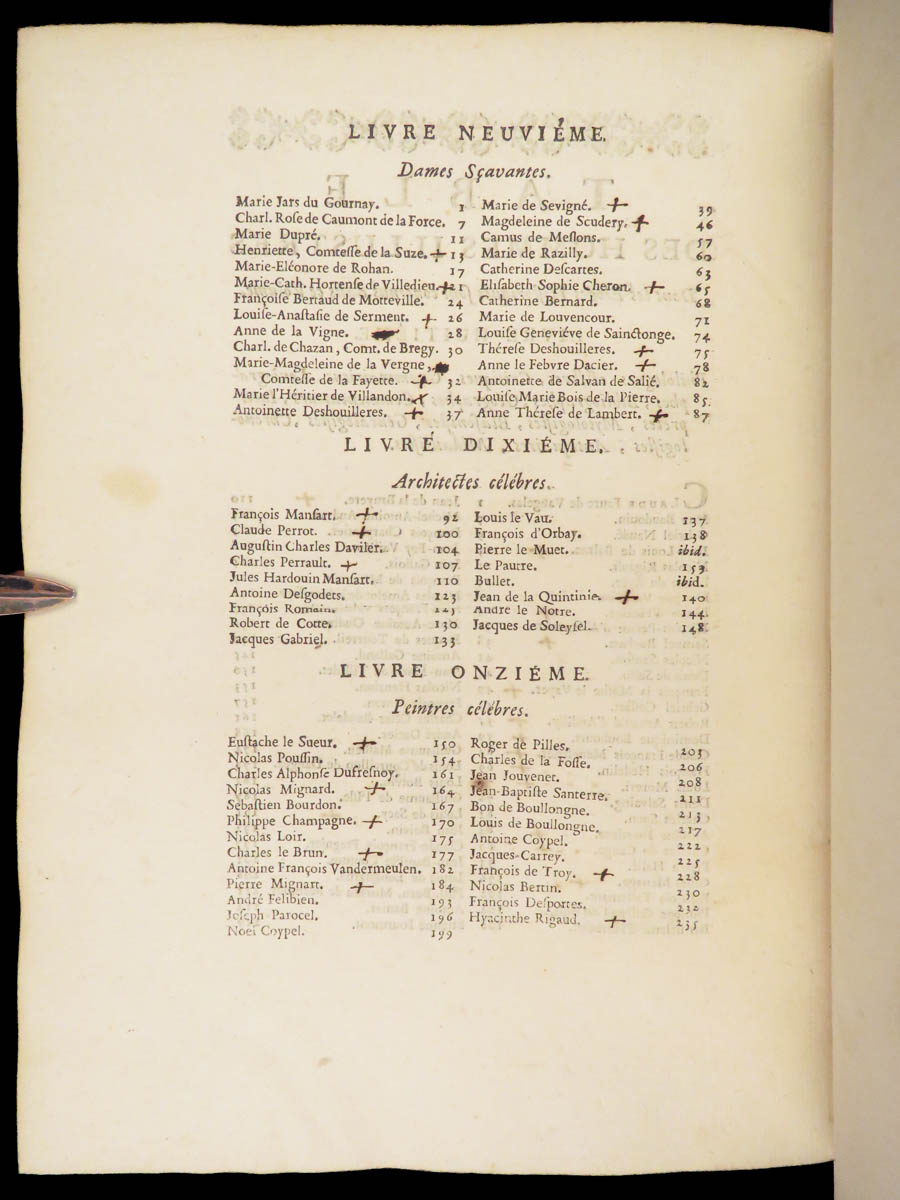 LIVRE NEUVIÉME.
Dames Sçavantes.
Marie Jars du Gournay. 1
Charl. Rose de Caumont de la Force. 7
Marie Dupré. 11
Henriette, Comtesse de la Suze. + 13
Marie-Eléonore de Rohan. 17
Marie-Cath. Hortense de Villedieu. + 21
Françoise Bertaud de Motteville. 24
Louise-Anastasie de Serment. + 26
Anne de la Vigne. 28
Charl. de Chazan, Comt. de Bregy. 30
Marie-Magdeleine de la Vergne,
Comtesse de la Fayette. + 32
Marie l'Héritier de Villandon. + 34
Antoinette Deshouilleres. + 37
Marie de Sevigné. + 39
Magdeleine de Scudery. + 46
Camus de Meslons. 57
Marie de Razilly. 60
Catherine Descartes. 63
Elisabeth Sophie Cheron. + 65
Catherine Bernard. 68
Marie de Louvencour. 71
Louise Geneviéve de Sainctonge. 74
Thérese Deshouilleres. + 75
Anne le Febvre Dacier. + 78
Antoinette de Salvan de Salié. 82
Louise Marie Bois de la Pierre. 85
Anne Thérese de Lambert. + 87
LIVRE DIXIÉME.
Architectes célébres.
François Mansart. + 92
Claude Perrot. + 100
Augustin Charles Daviler. 104
Charles Perrault. + 107
Jules Hardouin Mansart. 110
Antoine Desgodets. 123
François Romain.
Robert de Cotte. 130
Jacques Gabriel. 133
Louis le Vau. 137
François d'Orbay. 138
Pierre le Muet. ibid.
Le Pautre. 153
Bullet. ibid.
Jean de la Quintinie. + 140
Andre le Notre. 144
Jacques de Soleysel. 148
LIVRE ONZIÉME.
Peintres célébres.
Eustache le Sueur. + 150
Nicolas Poussin. 154
Charles Alphonse Dufresnoy. 161
Nicolas Mignard. + 164
Sebastien Bourdon. 167
Philippe Champagne. + 170
Nicolas Loir. 175
Charles le Brun. + 177
Antoine François Vandermeulen. 182
Pierre Mignart. + 184
André Felibien. 193
Joseph Parocel. 196
Noel Coypel. 199
Roger de Pilles. 203
Charles de la Fosse. 206
Jean Jouvenet. 208
Jean-Baptiste Santerre. 211
Bon de Boullongne. 213
Louis de Boullongne. 217
Antoine Coypel. 222
Jacques-Carrey. 225
François de Troy. + 228
Nicolas Bertin. 230
François Desportes. 232
Hyacinthe Rigaud. + 235